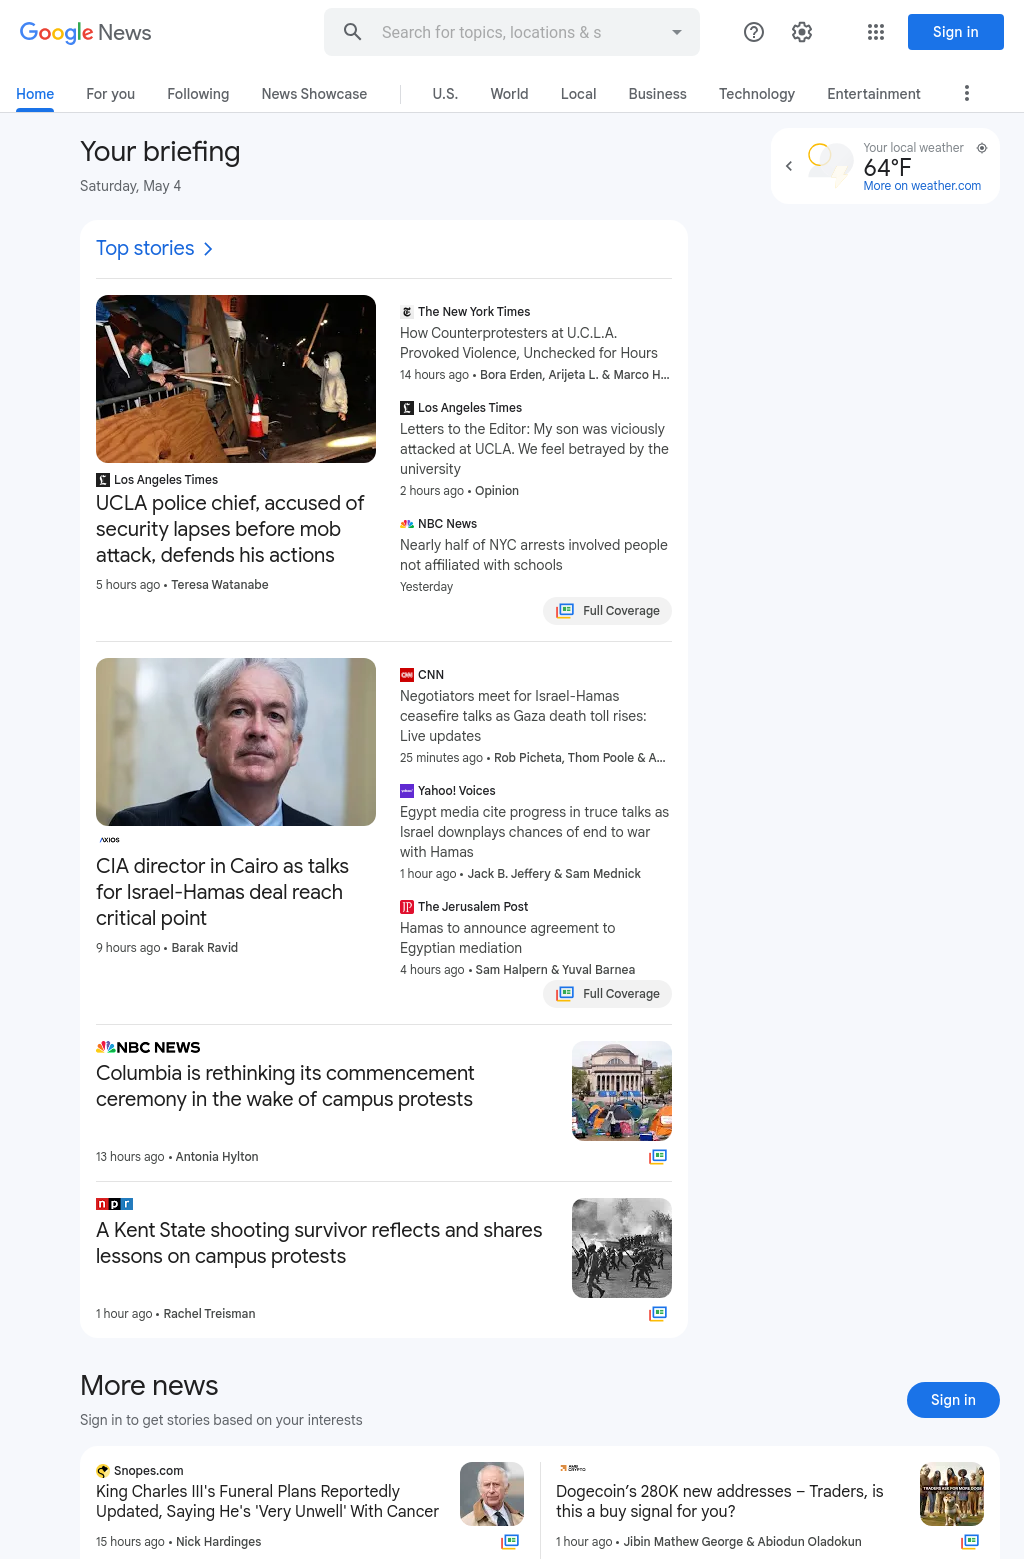 Google News
Search for topics, locations & s
Sign in
Home
For you
Following
News Showcase
U.S.
World
Local
Business
Technology
Entertainment
Your briefing
Saturday, May 4
Your local weather
64°F
More on weather.com
Top stories
Los Angeles Times
UCLA police chief, accused of
security lapses before mob
attack, defends his actions
5 hours ago • Teresa Watanabe
The New York Times
How Counterprotesters at U.C.L.A.
Provoked Violence, Unchecked for Hours
14 hours ago • Bora Erden, Arijeta L. & Marco H...
Los Angeles Times
Letters to the Editor: My son was viciously
attacked at UCLA. We feel betrayed by the
university
2 hours ago • Opinion
NBC News
Nearly half of NYC arrests involved people
not affiliated with schools
Yesterday
Full Coverage
AXIOS
CIA director in Cairo as talks
for Israel-Hamas deal reach
critical point
9 hours ago • Barak Ravid
CNN
CNN
Negotiators meet for Israel-Hamas
ceasefire talks as Gaza death toll rises:
Live updates
25 minutes ago • Rob Picheta, Thom Poole & A...
Yahoo! Voices
Egypt media cite progress in truce talks as
Israel downplays chances of end to war
with Hamas
1 hour ago • Jack B. Jeffery & Sam Mednick
JP
The Jerusalem Post
Hamas to announce agreement to
Egyptian mediation
4 hours ago • Sam Halpern & Yuval Barnea
Full Coverage
NBC NEWS
Columbia is rethinking its commencement
ceremony in the wake of campus protests
13 hours ago • Antonia Hylton
npr
A Kent State shooting survivor reflects and shares
lessons on campus protests
1 hour ago • Rachel Treisman
More news
Sign in to get stories based on your interests
Sign in
Snopes.com
King Charles III's Funeral Plans Reportedly
Updated, Saying He's 'Very Unwell' With Cancer
15 hours ago • Nick Hardinges
AMB
CRYPTO
Dogecoin's 280K new addresses – Traders, is
this a buy signal for you?
1 hour ago • Jibin Mathew George & Abiodun Oladokun
TRADERS ASK FOR MORE DOGE